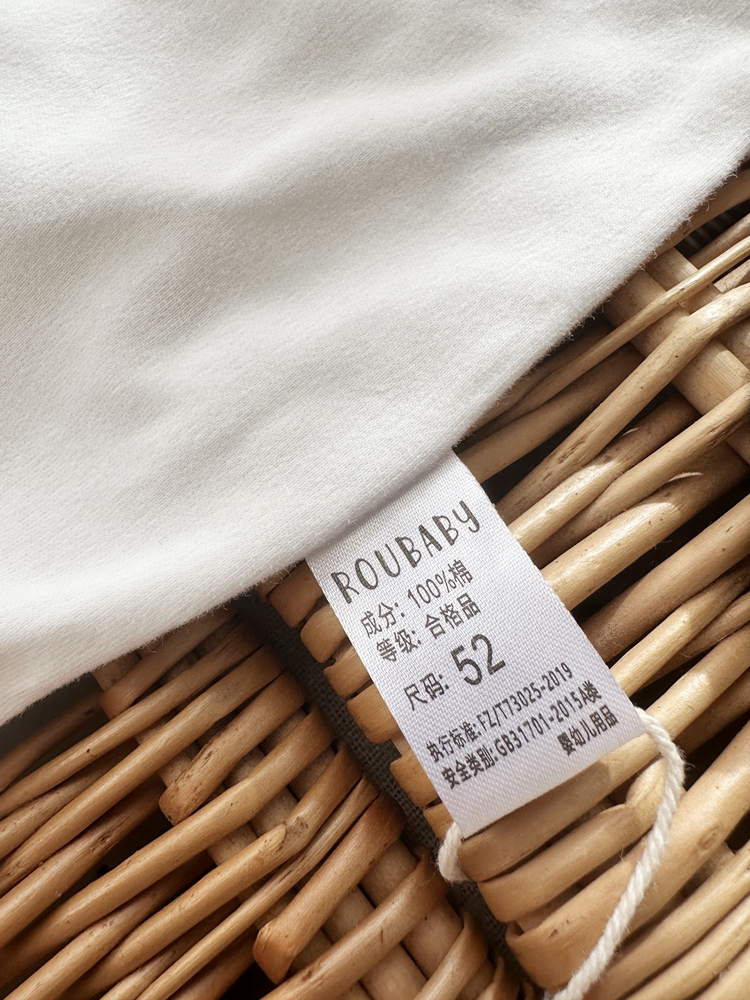 ROUBABY
成分: 100%棉
等级: 合格品
尺码: 52
执行标准: FZ/T73025-2019
安全类别: GB31701-2015A类
婴幼儿用品